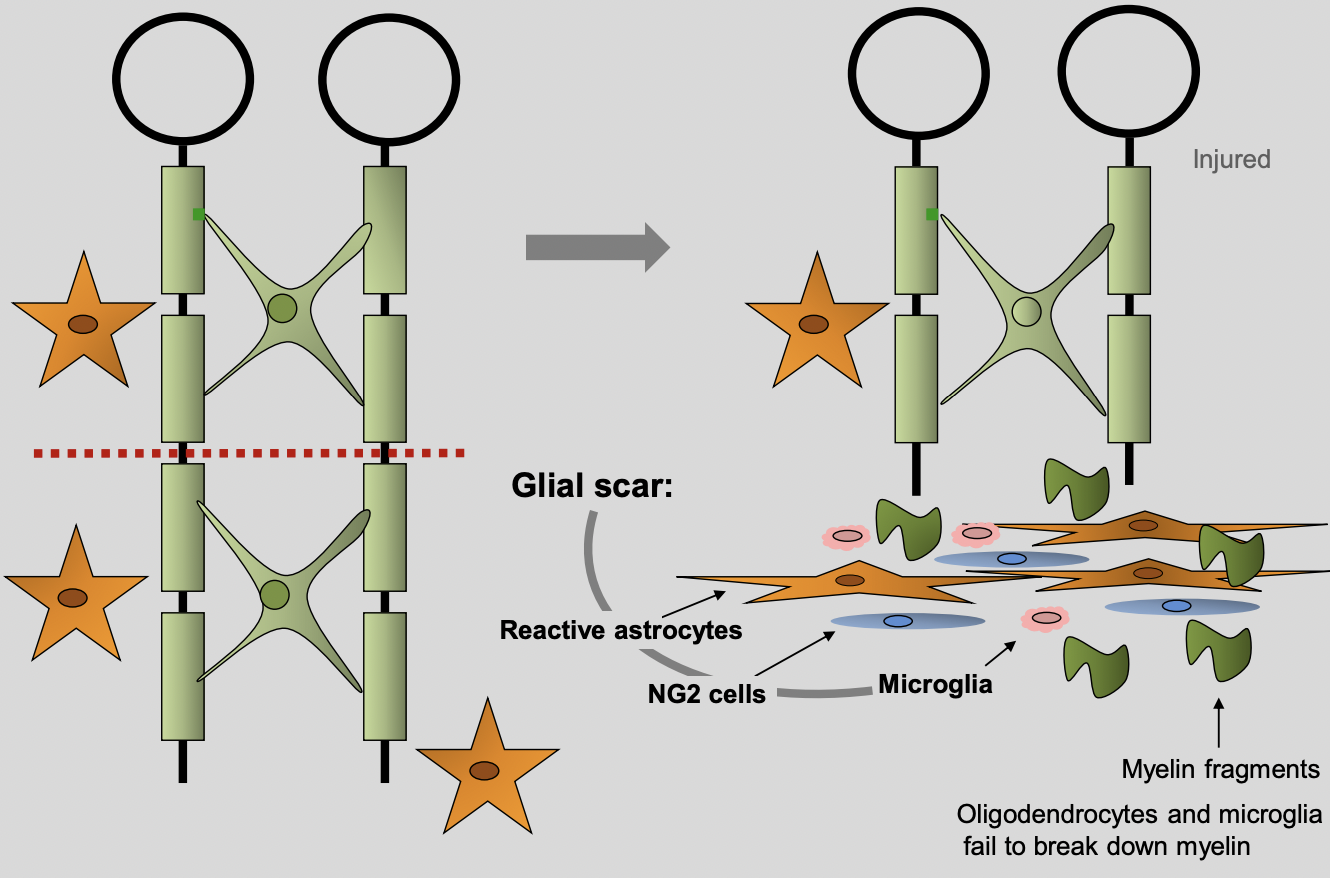 Injured
Glial scar:
Reactive astrocytes
NG2 cells
Microglia
Myelin fragments
Oligodendrocytes and microglia
fail to break down myelin